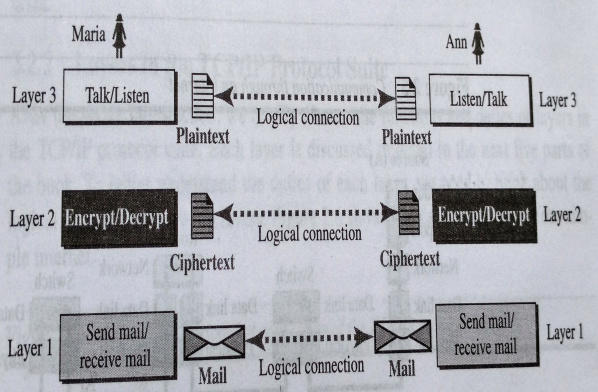 Maria
Ann
Layer 3
Talk/Listen
Plaintext
Logical connection
Plaintext
Listen/Talk
Layer 3
Layer 2
Encrypt/Decrypt
Ciphertext
Logical connection
Ciphertext
Encrypt/Decrypt
Layer 2
Layer 1
Send mail/
receive mail
Mail
Logical connection
Mail
Send mail/
receive mail
Layer 1